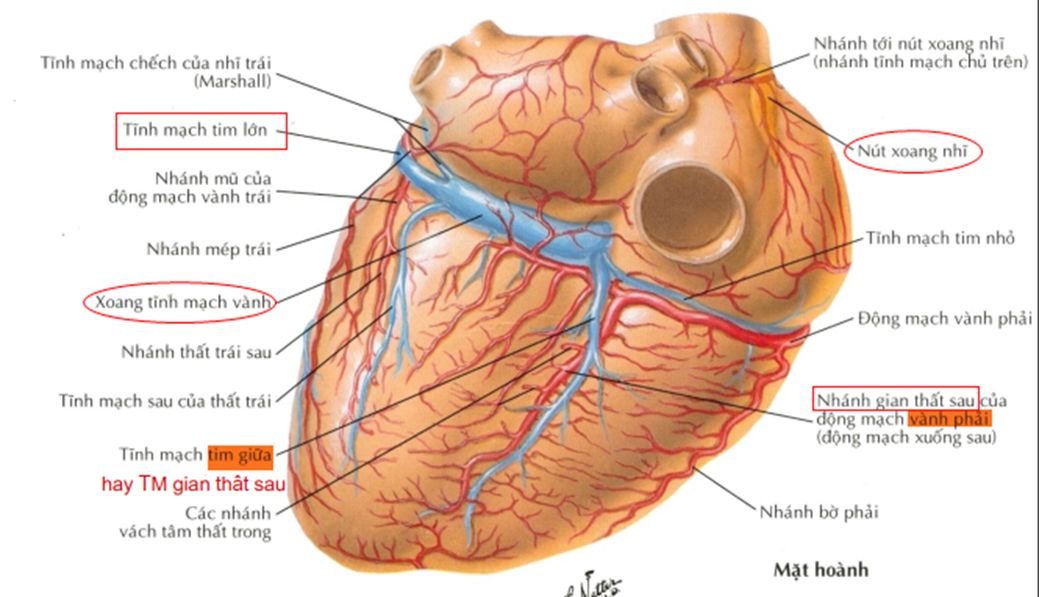 Tĩnh mạch chếch của nhĩ trái
(Marshall)
Tĩnh mạch tim lớn
Nhánh mũ của
động mạch vành trái
Nhánh mép trái
Xoang tĩnh mạch vành
Nhánh thất trái sau
Tĩnh mạch sau của thất trái
Tĩnh mạch tim giữa
hay TM gian thât sau
Các nhánh
vách tâm thất trong
Nhánh tới nút xoang nhĩ
(nhánh tĩnh mạch chủ trên)
Nút xoang nhĩ
Tĩnh mạch tim nhỏ
Động mạch vành phải
Nhánh gian thất sau của
động mạch vành phải
(động mạch xuống sau)
Nhánh bờ phải
Mặt hoành
Netter